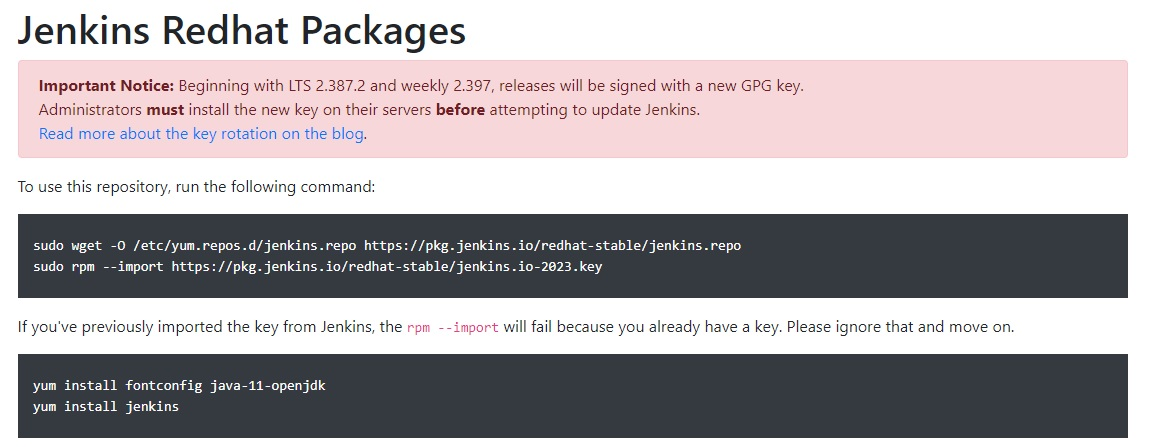 Jenkins Redhat Packages
Important Notice: Beginning with LTS 2.387.2 and weekly 2.397, releases will be signed with a new GPG key.
Administrators must install the new key on their servers before attempting to update Jenkins.
Read more about the key rotation on the blog.
To use this repository, run the following command:
sudo wget -O /etc/yum.repos.d/jenkins.repo https://pkg.jenkins.io/redhat-stable/jenkins.repo
sudo rpm --import https://pkg.jenkins.io/redhat-stable/jenkins.io-2023.key
If you've previously imported the key from Jenkins, the rpm --import will fail because you already have a key. Please ignore that and move on.
yum install fontconfig java-11-openjdk
yum install jenkins